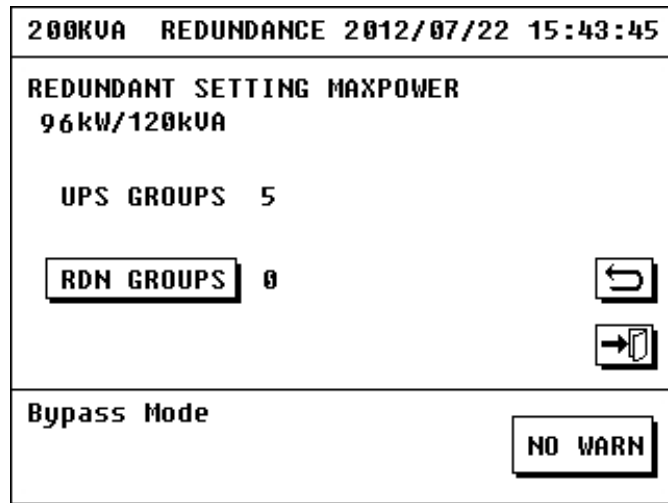 200KVA REDUNDANCE 2012/07/22 15:43:45
REDUNDANT SETTING MAXPOWER
96kW/120kVA
UPS GROUPS 5
RDN GROUPS 0
Bypass Mode
NO WARN